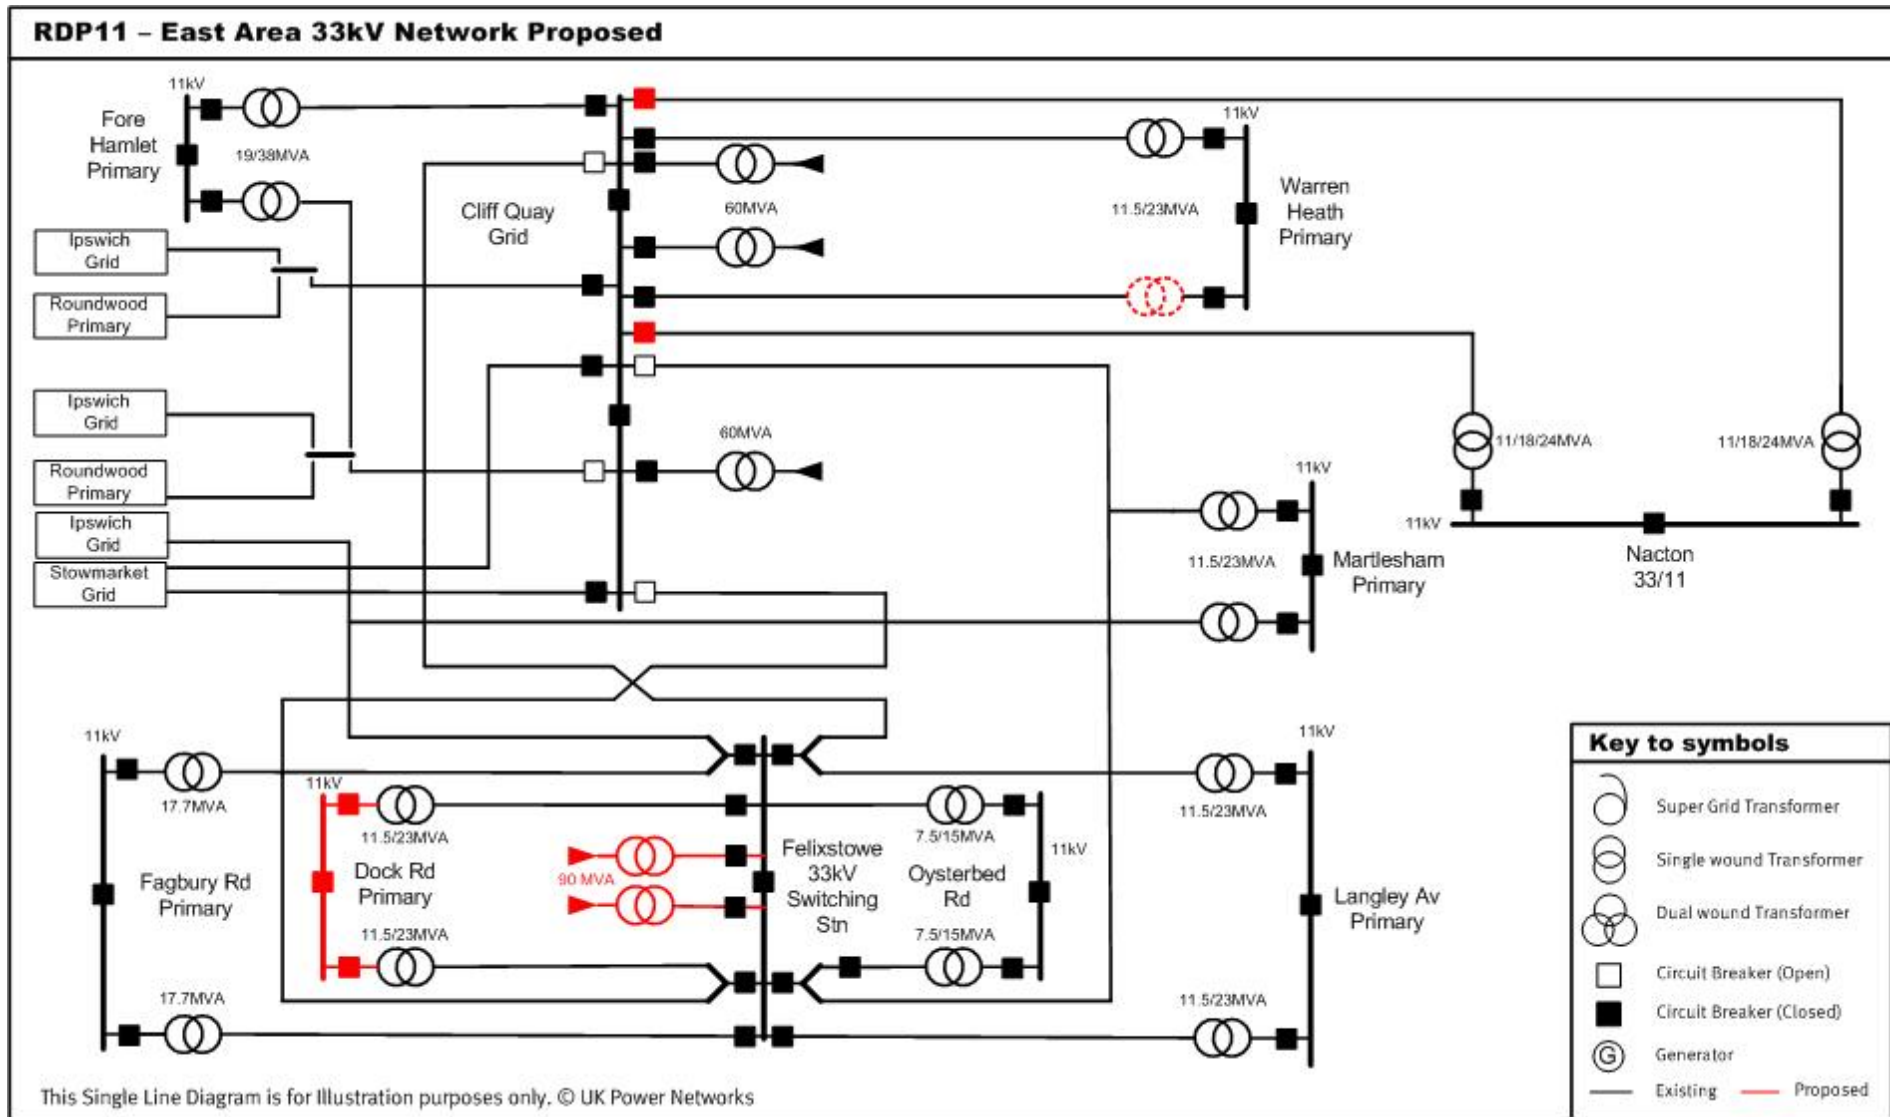 RDP11 – East Area 33kV Network Proposed
11kV
Fore
Hamlet
Primary
19/38MVA
Cliff Quay
Grid
60MVA
11kV
11.5/23MVA
Warren
Heath
Primary
Ipswich
Grid
Roundwood
Primary
Ipswich
Grid
Roundwood
Primary
Ipswich
Grid
Stowmarket
Grid
60MVA
11/18/24MVA
11/18/24MVA
11kV
11kV
11.5/23MVA
Martlesham
Primary
Nacton
33/11
11kV
17.7MVA
Fagbury Rd
Primary
17.7MVA
11kV
11.5/23MVA
Dock Rd
Primary
11.5/23MVA
90 MVA
Felixstowe
33kV
Switching
Stn
7.5/15MVA
Oysterbed
Rd
7.5/15MVA
11kV
11kV
11.5/23MVA
Langley Av
Primary
11.5/23MVA
Key to symbols
Super Grid Transformer
Single wound Transformer
Dual wound Transformer
Circuit Breaker (Open)
Circuit Breaker (Closed)
G
Generator
Existing
Proposed
This Single Line Diagram is for Illustration purposes only. © UK Power Networks